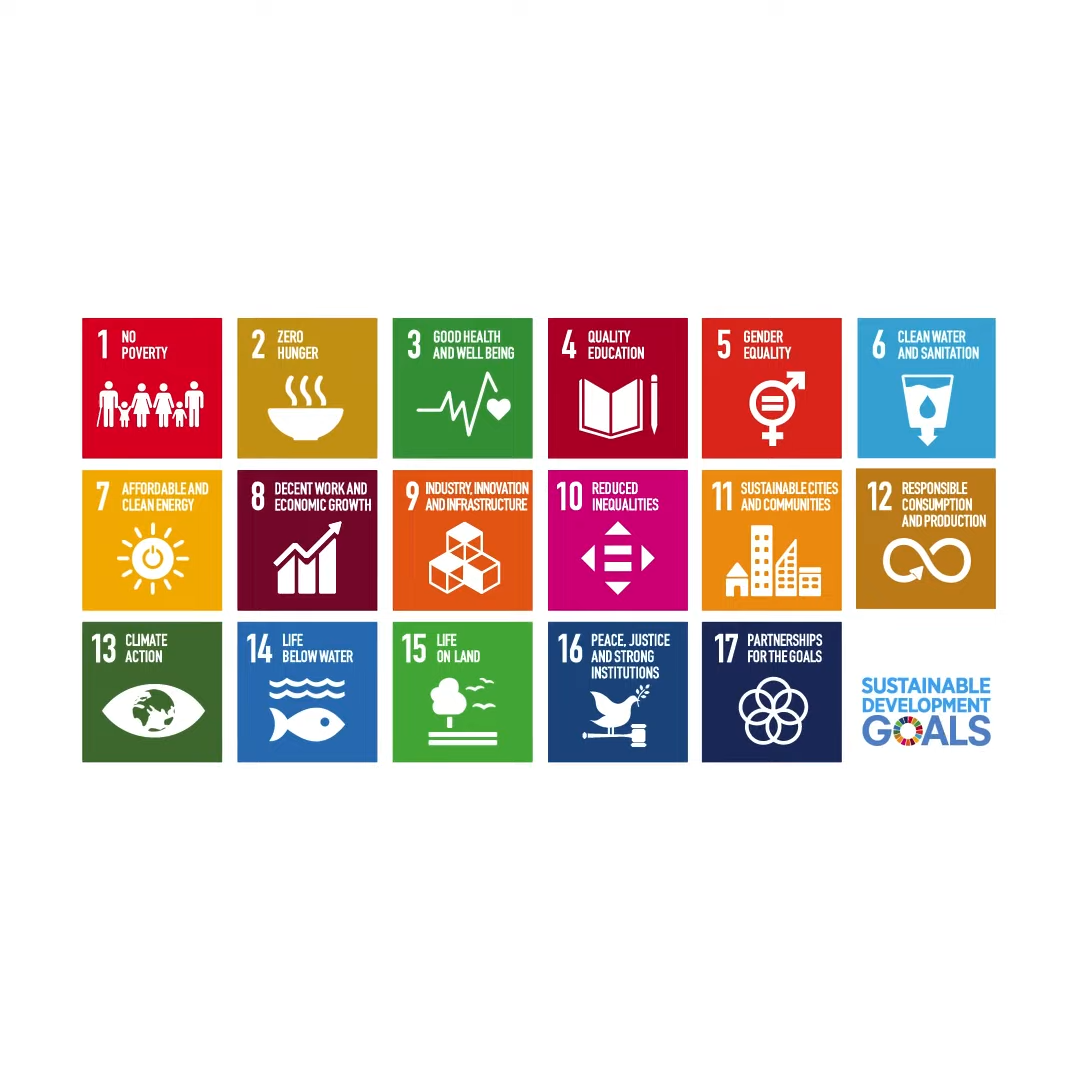 1 NO
POVERTY
2 ZERO
HUNGER
3 GOOD HEALTH
AND WELL BEING
4 QUALITY
EDUCATION
5 GENDER
EQUALITY
6 CLEAN WATER
AND SANITATION
7 AFFORDABLE AND
CLEAN ENERGY
8 DECENT WORK AND
ECONOMIC GROWTH
9 INDUSTRY, INNOVATION
AND INFRASTRUCTURE
10 REDUCED
INEQUALITIES
11 SUSTAINABLE CITIES
AND COMMUNITIES
12 RESPONSIBLE
CONSUMPTION
AND PRODUCTION
13 CLIMATE
ACTION
14 LIFE
BELOW WATER
15 LIFE
ON LAND
16 PEACE, JUSTICE
AND STRONG
INSTITUTIONS
17 PARTNERSHIPS
FOR THE GOALS
SUSTAINABLE
DEVELOPMENT
GOALS